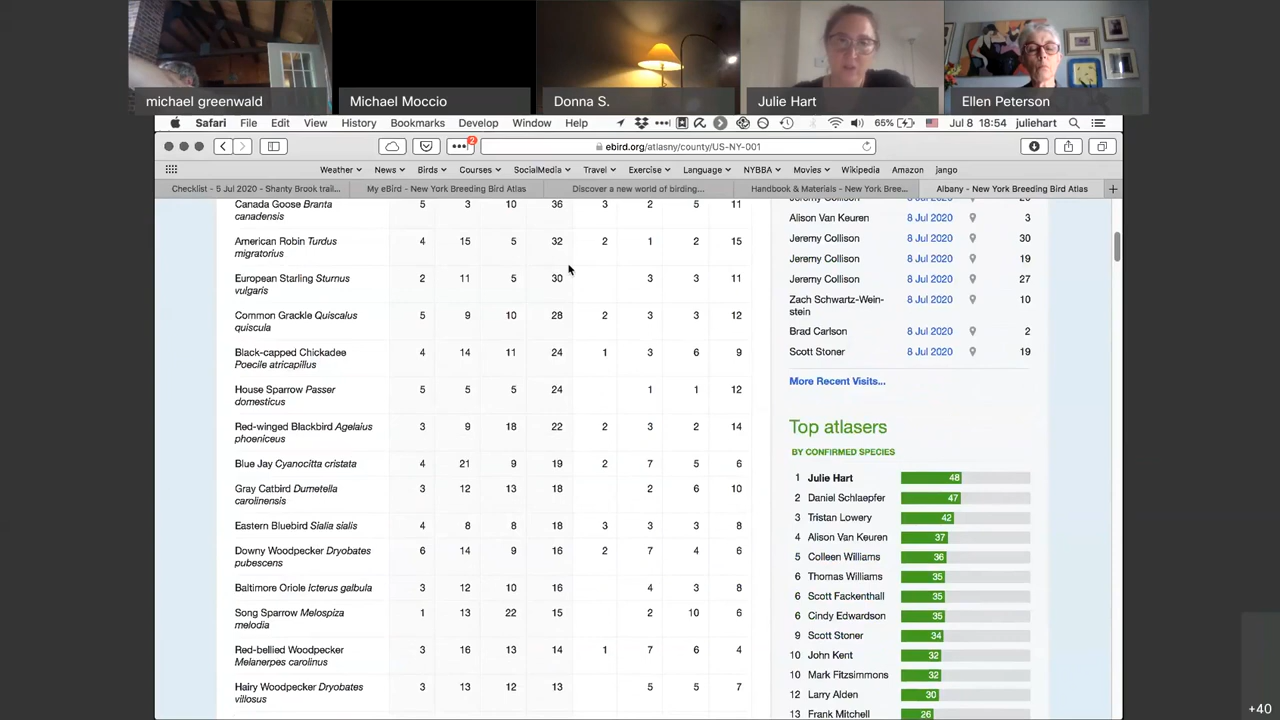 michael greenwald
Michael Moccio
Donna S.
Julie Hart
Ellen Peterson
Safari File Edit View History Bookmarks Develop Window Help 65% Jul 8 18:54 juliehart
2
ebird.org/atlasny/county/US-NY-001
Weather News Birds Courses SocialMedia Travel Exercise Language NYBBA Movies Wikipedia Amazon jango
Checklist - 5 Jul 2020 - Shanty Brook trail...
My eBird - New York Breeding Bird Atlas
Discover a new world of birding...
Handbook & Materials - New York Bree...
Albany - New York Breeding Bird Atlas
Canada Goose Branta 5 3 10 36 3 2 5 11
canadensis
American Robin Turdus 4 15 5 32 2 1 2 15
migratorius
European Starling Sturnus 2 11 5 30 3 3 11
vulgaris
Common Grackle Quiscalus 5 9 10 28 2 3 3 12
quiscula
Black-capped Chickadee 4 14 11 24 1 3 6 9
Poecile atricapillus
House Sparrow Passer 5 5 5 24 1 1 12
domesticus
Red-winged Blackbird Agelaius 3 9 18 22 2 3 2 14
phoeniceus
Blue Jay Cyanocitta cristata 4 21 9 19 2 7 5 6
Gray Catbird Dumetella 3 12 13 18 2 6 10
carolinensis
Eastern Bluebird Sialia sialis 4 8 8 18 3 3 3 8
Downy Woodpecker Dryobates 6 14 9 16 2 7 4 6
pubescens
Baltimore Oriole Icterus galbula 3 12 10 16 4 3 8
Song Sparrow Melospiza 1 13 22 15 2 10 6
melodia
Red-bellied Woodpecker 3 16 13 14 1 7 6 4
Melanerpes carolinus
Hairy Woodpecker Dryobates 3 13 12 13 5 5 7
villosus
Jeremy Collison 8 Jul 2020
Alison Van Keuren 8 Jul 2020 3
Jeremy Collison 8 Jul 2020 30
Jeremy Collison 8 Jul 2020 19
Jeremy Collison 8 Jul 2020 27
Zach Schwartz-Wein- 8 Jul 2020 10
stein
Brad Carlson 8 Jul 2020 2
Scott Stoner 8 Jul 2020 19
More Recent Visits...
Top atlasers
BY CONFIRMED SPECIES
1 Julie Hart 48
2 Daniel Schlaepfer 47
3 Tristan Lowery 42
4 Alison Van Keuren 37
5 Colleen Williams 36
6 Thomas Williams 35
6 Scott Fackenthall 35
6 Cindy Edwardson 35
9 Scott Stoner 34
10 John Kent 32
10 Mark Fitzsimmons 32
12 Larry Alden 30
13 Frank Mitchell 26
+40